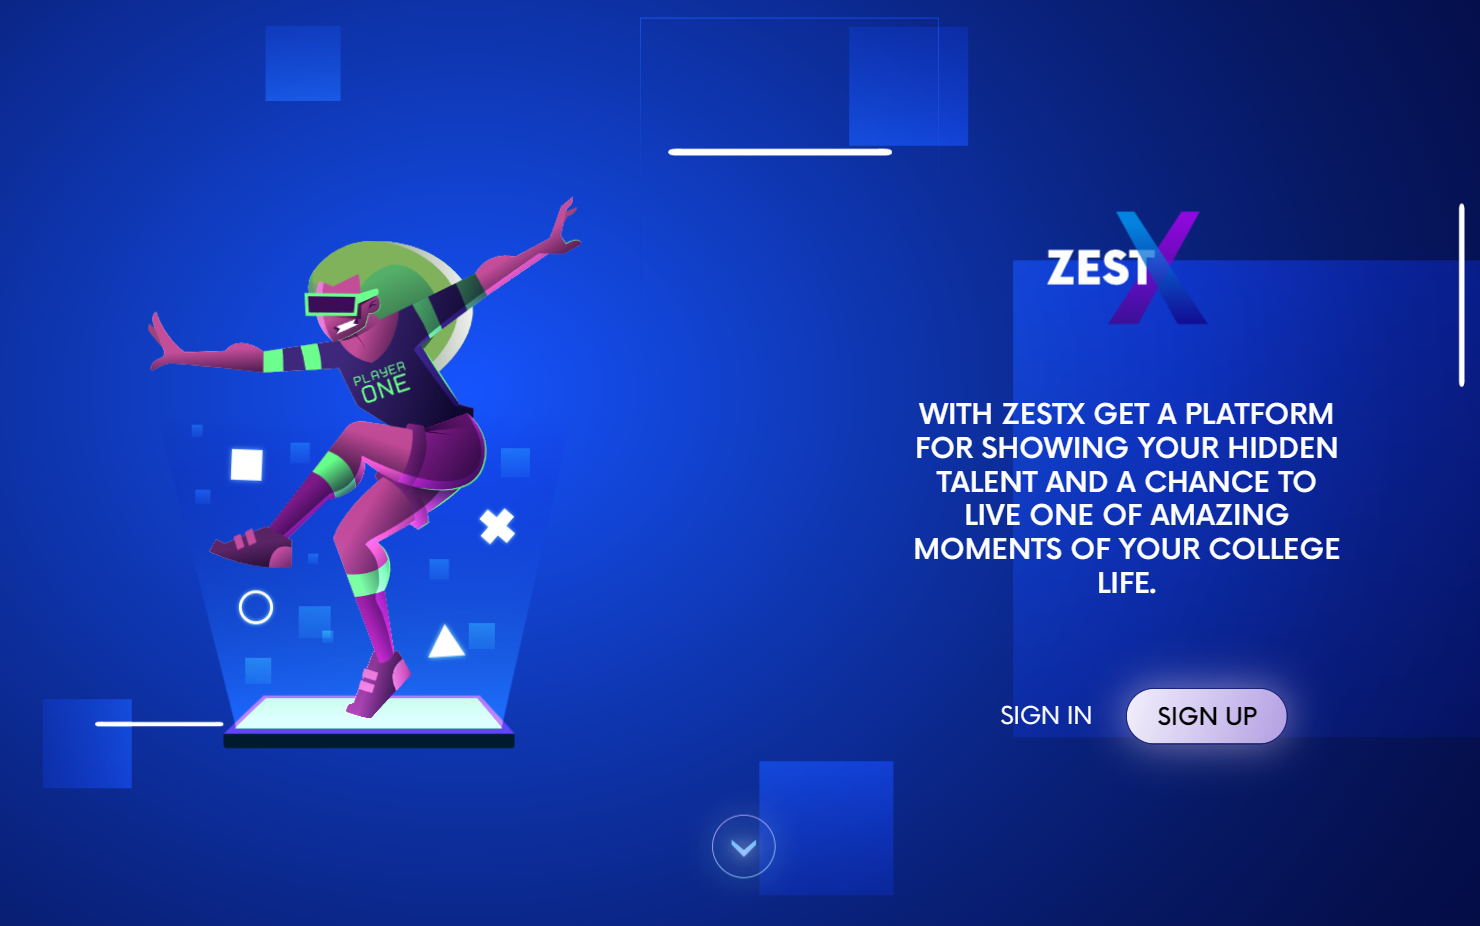 PLAYER
ONE
ZESTX
WITH ZESTX GET A PLATFORM
FOR SHOWING YOUR HIDDEN
TALENT AND A CHANCE TO
LIVE ONE OF AMAZING
MOMENTS OF YOUR COLLEGE
LIFE.
SIGN IN
SIGN UP